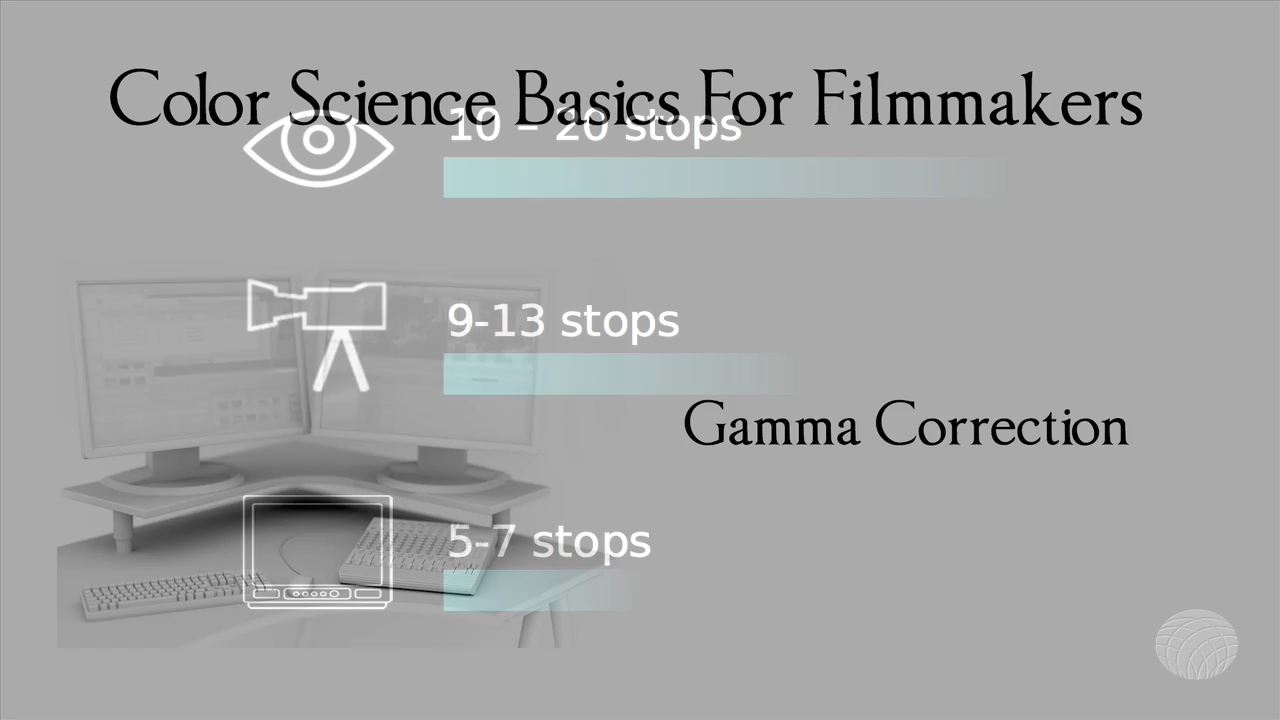 Color Science Basics For Filmmakers
10 – 20 stops
9-13 stops
Gamma Correction
5-7 stops